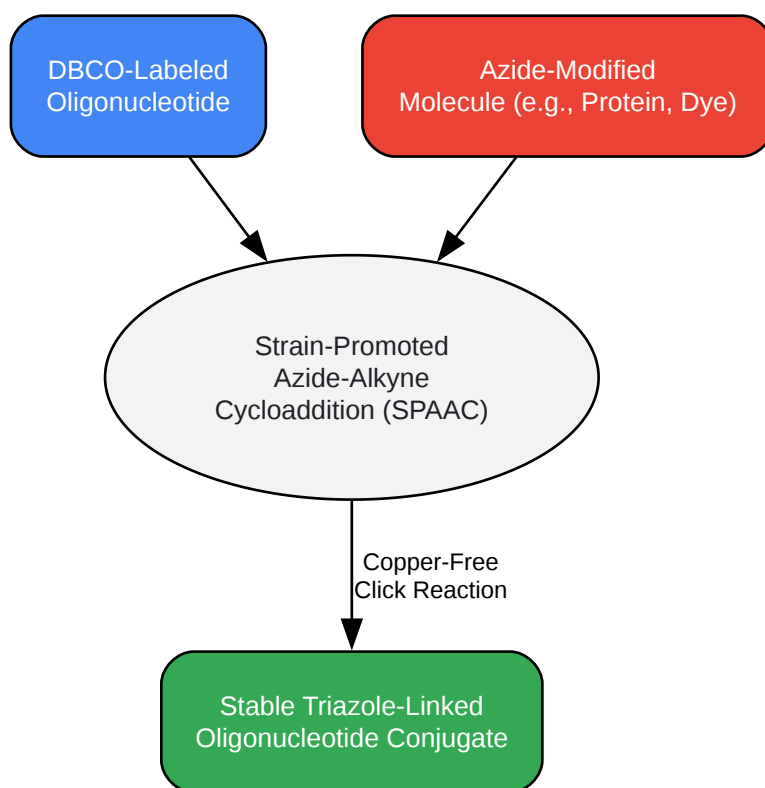 DBCO-Labeled
Oligonucleotide
Azide-Modified
Molecule (e.g., Protein, Dye)
Strain-Promoted
Azide-Alkyne
Cycloaddition (SPAAC)
Copper-Free
Click Reaction
Stable Triazole-Linked
Oligonucleotide Conjugate